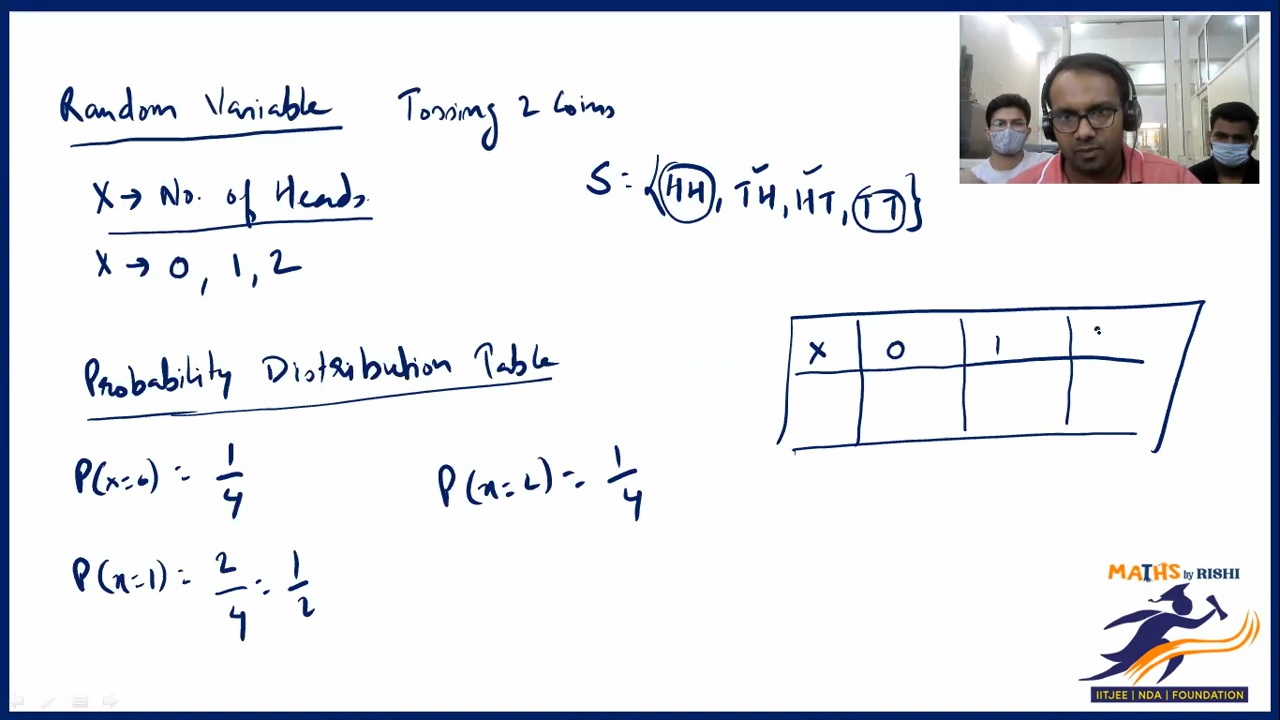 Random Variable Tossing 2 Coins
S = {HH, TH, HT, TT}
X → No. of Heads.
X → 0, 1, 2
X 0 1
Probability Distribution Table
P(x=0) = 1/4 P(x=2) = 1/4
P(x=1) = 2/4 = 1/2
MATHS by RISHI
IITJEE | NDA | FOUNDATION